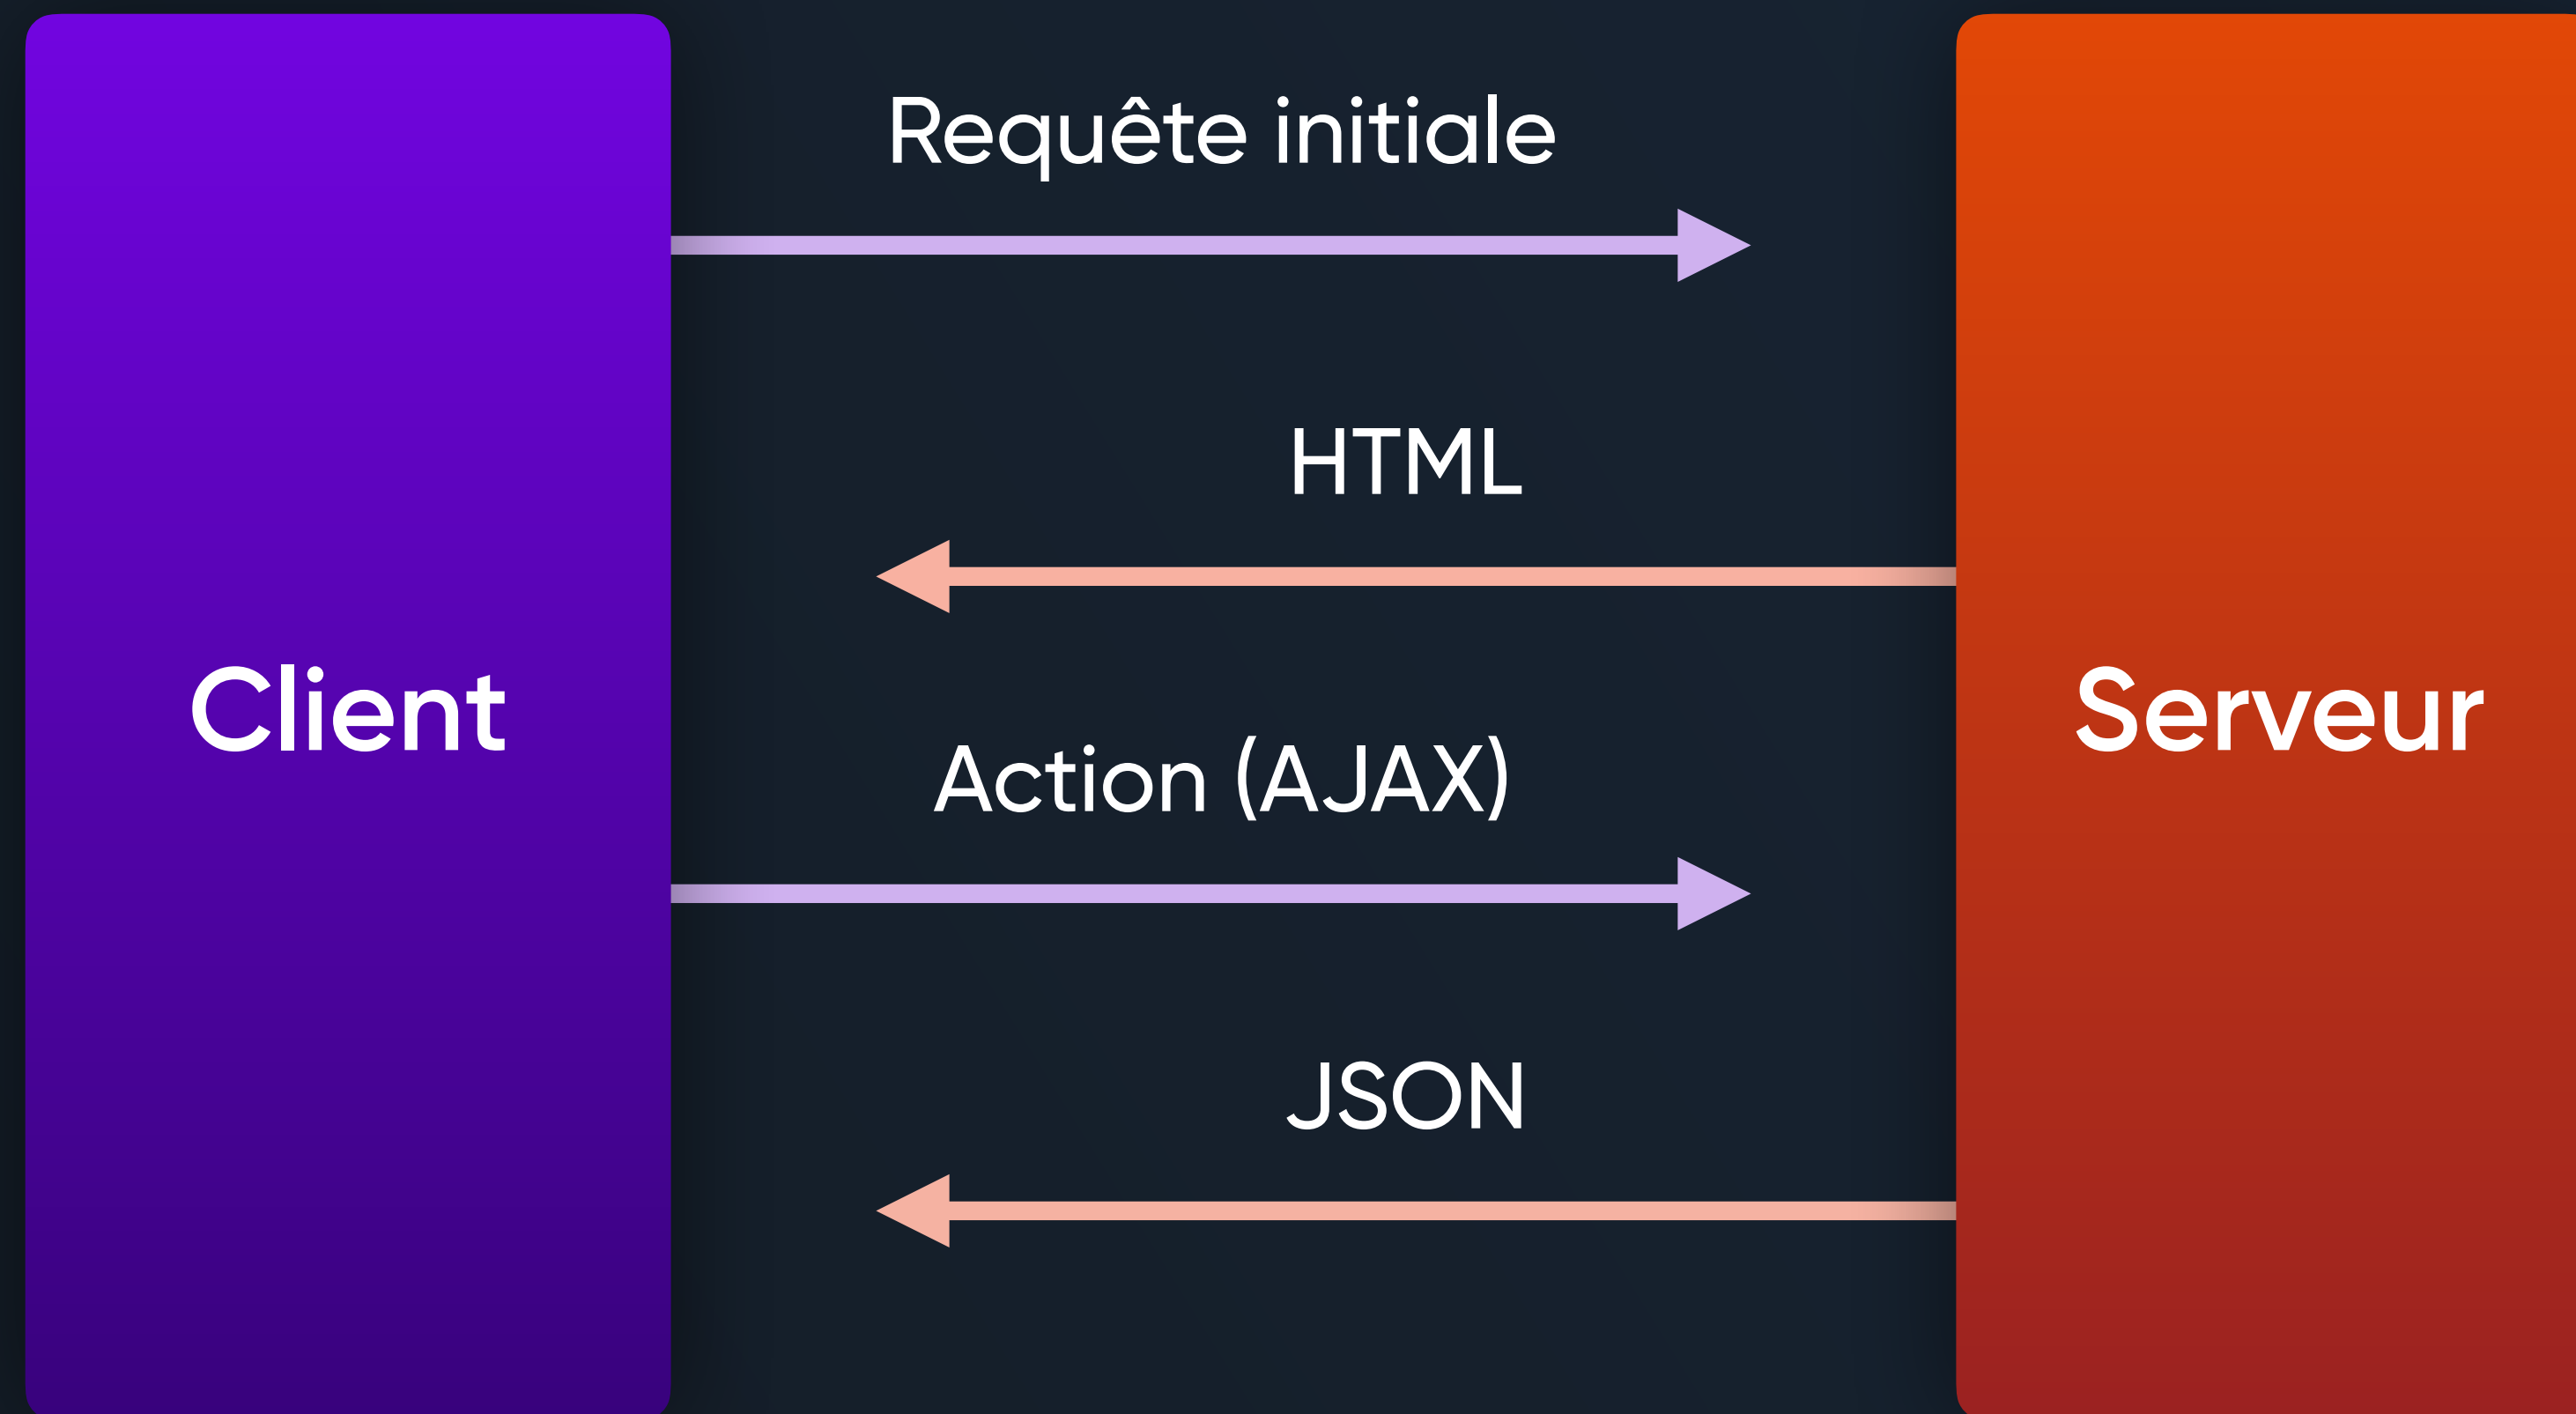 Requête initiale
HTML
Client
Serveur
Action (AJAX)
JSON